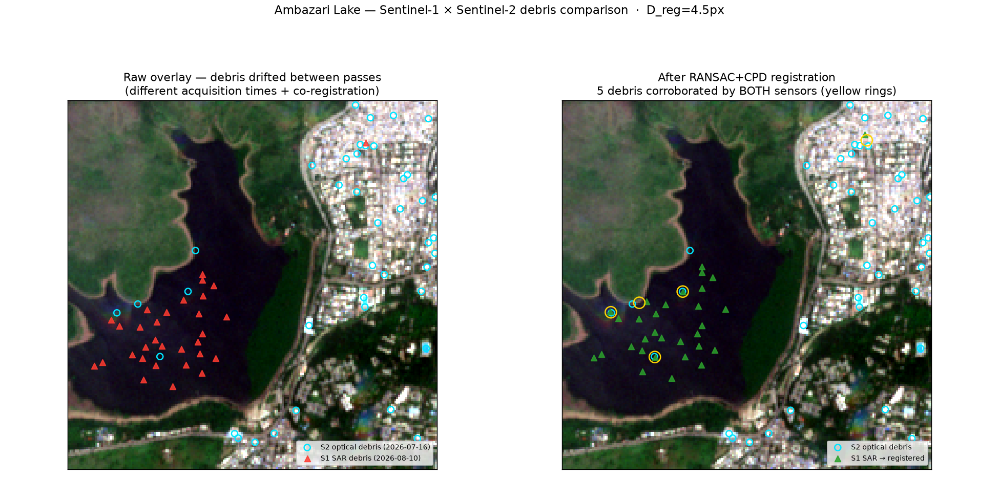 Ambazari Lake — Sentinel-1 × Sentinel-2 debris comparison · D_reg=4.5px
Raw overlay — debris drifted between passes
(different acquisition times + co-registration)
S2 optical debris (2026-07-16)
S1 SAR debris (2026-08-10)
After RANSAC+CPD registration
5 debris corroborated by BOTH sensors (yellow rings)
S2 optical debris
S1 SAR → registered